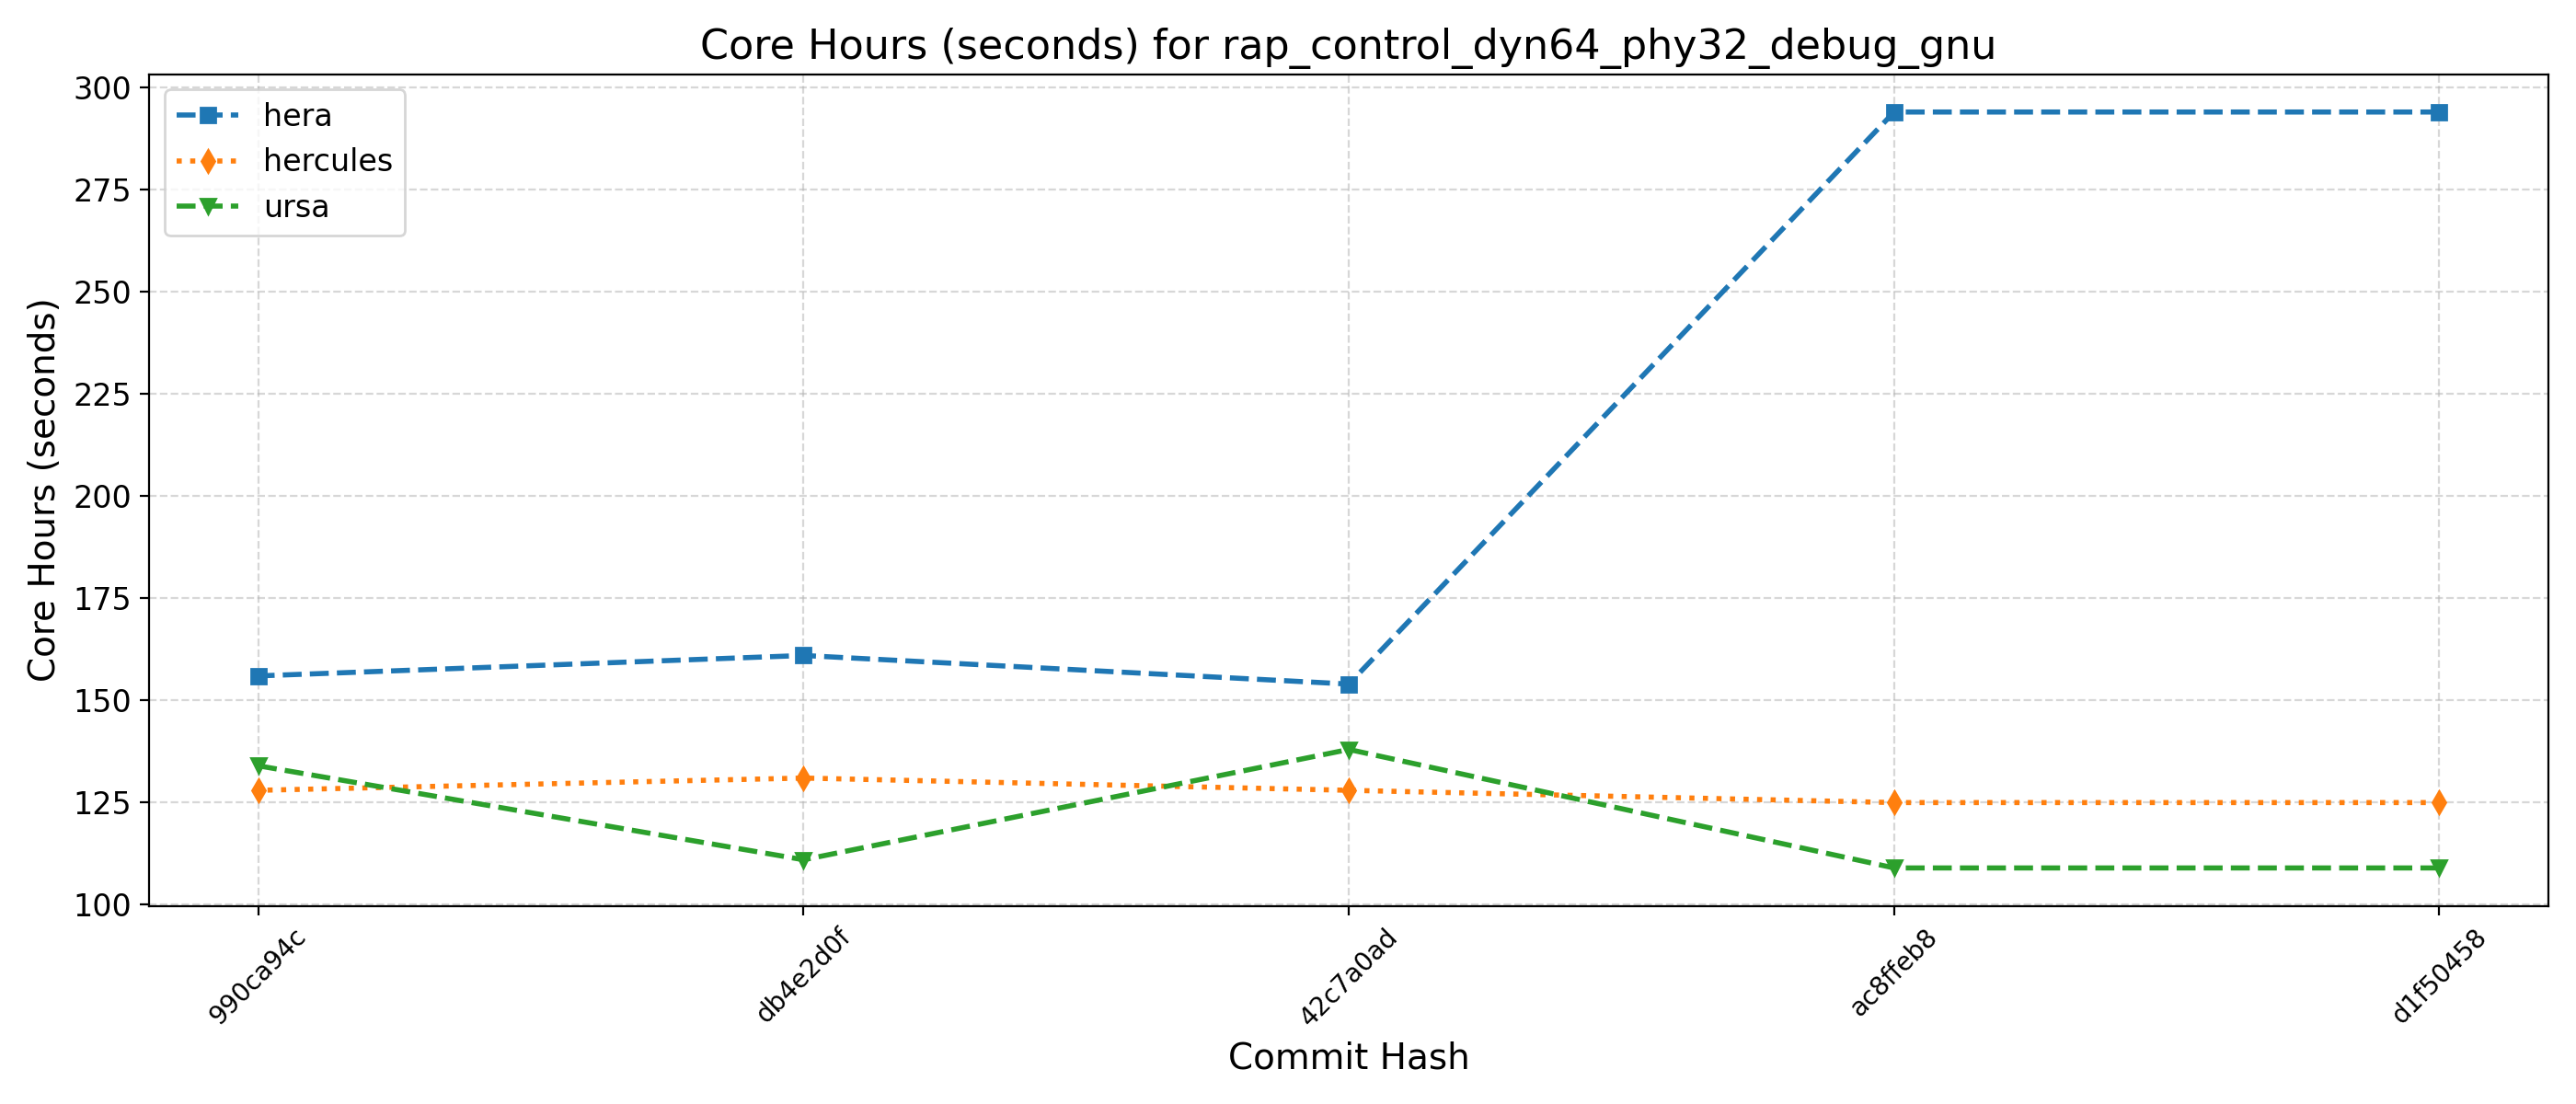 Core Hours (seconds) for rap_control_dyn64_phy32_debug_gnu
hera
hercules
ursa
Core Hours (seconds)
300
275
250
225
200
175
150
125
100
990ca94c
db4e2d0f
42c7a0ad
ac8ffeb8
d1f50458
Commit Hash